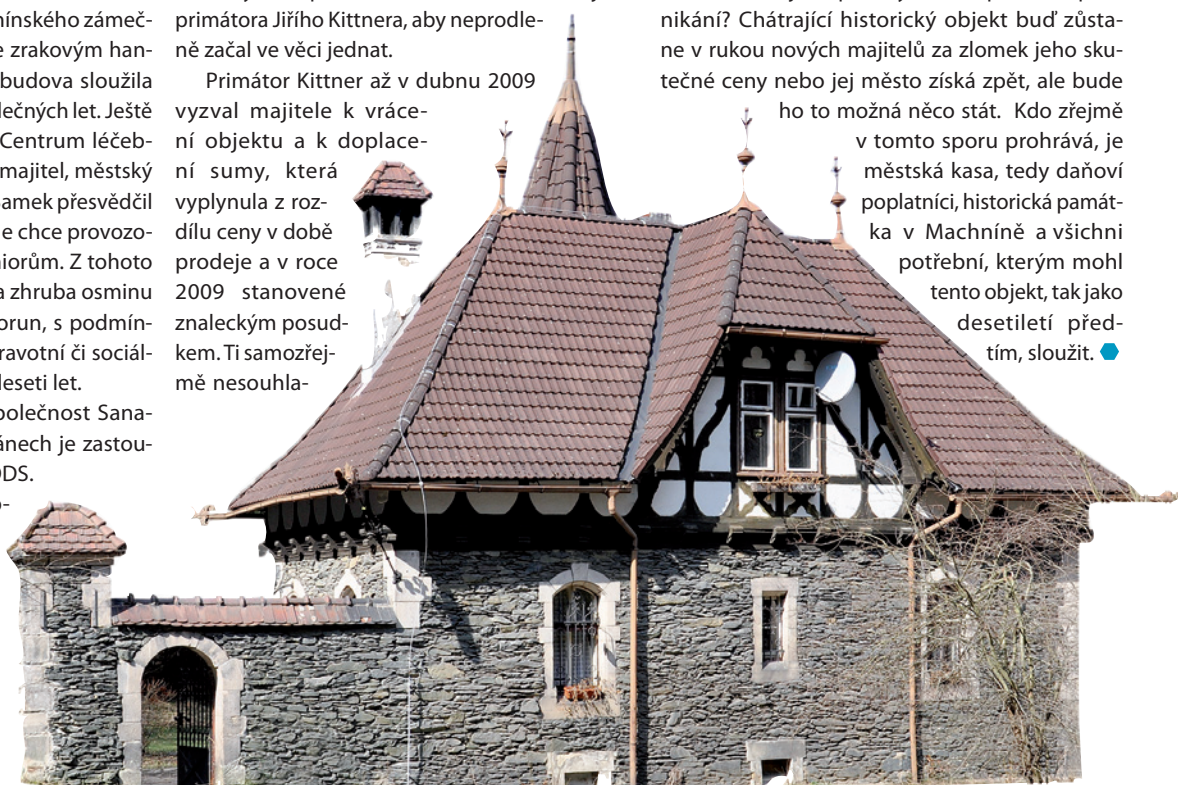 nínského zámeč-
e zrakovým han-
budova sloužila
lečných let. Ještě
Centrum léčeb-
majitel, městský
amek přesvědčil
e chce provozo-
niorům. Z tohoto
a zhruba osminu
orun, s podmín-
ravotní či sociál-
deseti let.
polečnost Sana-
ánech je zastou-
DDS.
primátora Jiřího Kittnera, aby neprodle-
ně začal ve věci jednat.
Primátor Kittner až v dubnu 2009
vyzval majitele k vráce-
ní objektu a k doplace-
ní sumy, která
vyplynula z roz-
dílu ceny v době
prodeje a v roce
2009 stanovené
znaleckým posud-
kem. Ti samozřej-
mě nesouhla-
nikání? Chátrající historický objekt buď zůsta-
ne v rukou nových majitelů za zlomek jeho sku-
tečné ceny nebo jej město získá zpět, ale bude
ho to možná něco stát. Kdo zřejmě
v tomto sporu prohrává, je
městská kasa, tedy daňoví
poplatníci, historická památ-
ka v Machníně a všichni
potřební, kterým mohl
tento objekt, tak jako
desetiletí před-
tím, sloužit.